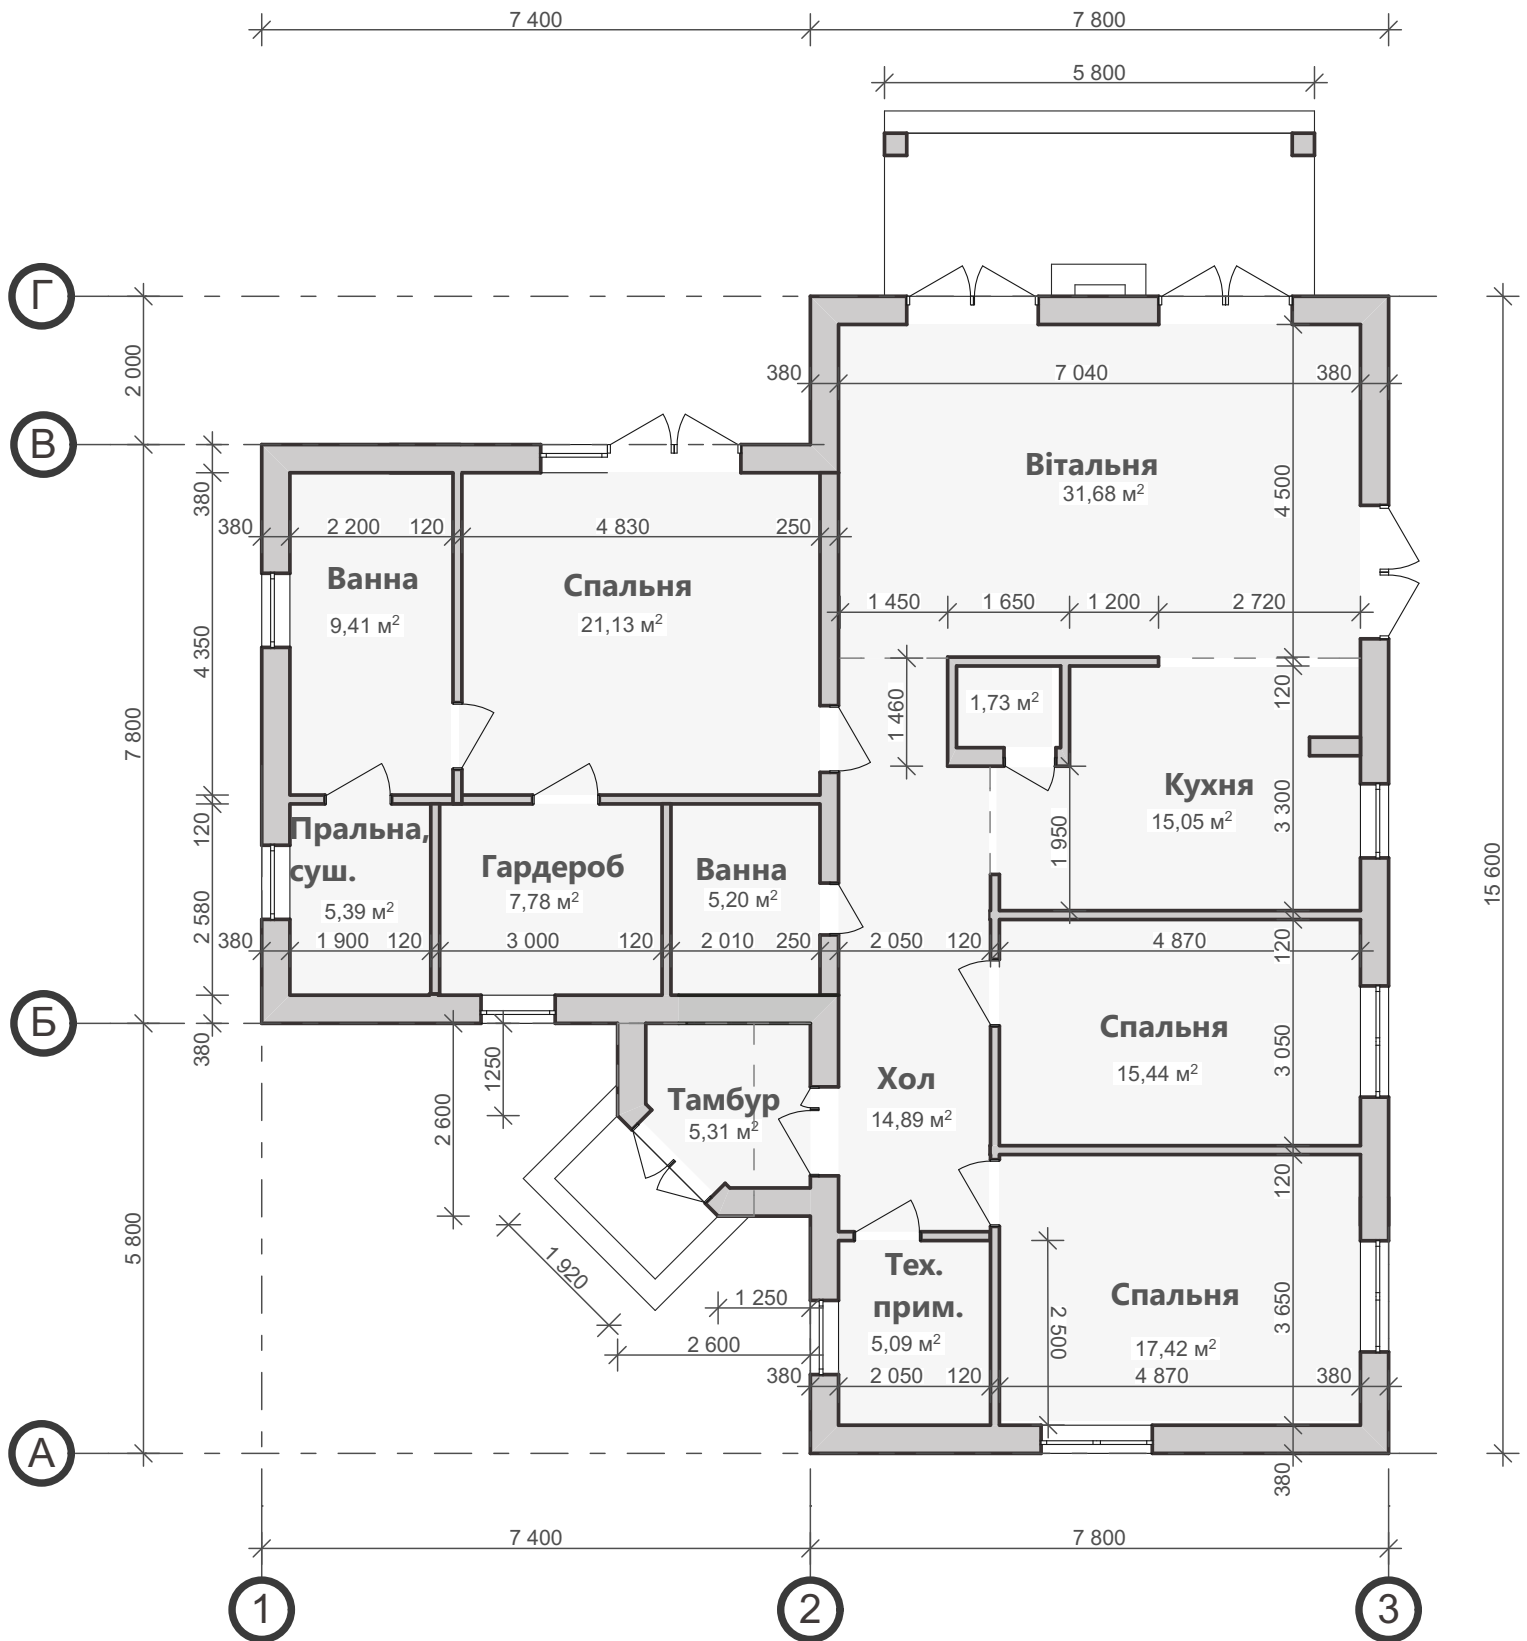 7 400
7 800
5 800
Г
2 000
380
7 040
380
В
Вітальня
31,68 м²
4 500
380
380
2 200
120
4 830
250
Ванна
9,41 м²
Спальня
21,13 м²
1 450
1 650
1 200
2 720
4 350
7 800
1 460
1,73 м²
120
Кухня
15,05 м²
3 300
1 950
120
Пральна,
суш.
5,39 м²
Гардероб
7,78 м²
Ванна
5,20 м²
15 600
2 580
380
1 900
120
3 000
120
2 010
250
2 050
120
4 870
120
Б
380
1250
2 600
Тамбур
5,31 м²
Хол
14,89 м²
Спальня
15,44 м²
3 050
120
5 800
1 920
1 250
2 600
Тех.
прим.
5,09 м²
2 500
Спальня
17,42 м²
3 650
380
2 050
120
4 870
380
А
380
7 400
7 800
1
2
3